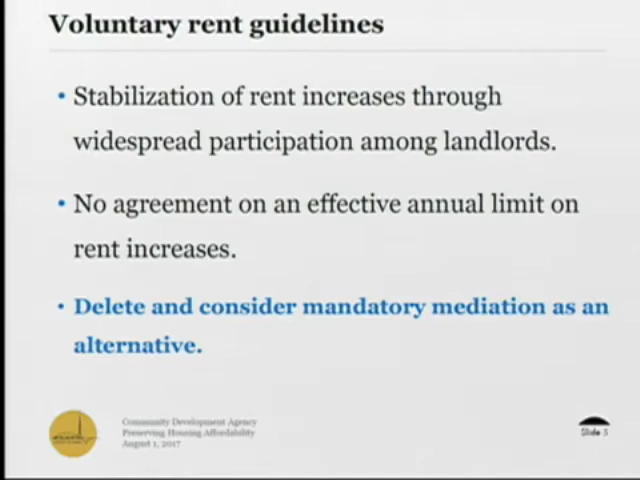 Voluntary rent guidelines
• Stabilization of rent increases through
widespread participation among landlords.
• No agreement on an effective annual limit on
rent increases.
• Delete and consider mandatory mediation as an
alternative.
Community Development Agency
Preserving Housing Affordability
August 1, 2017
Slide 5